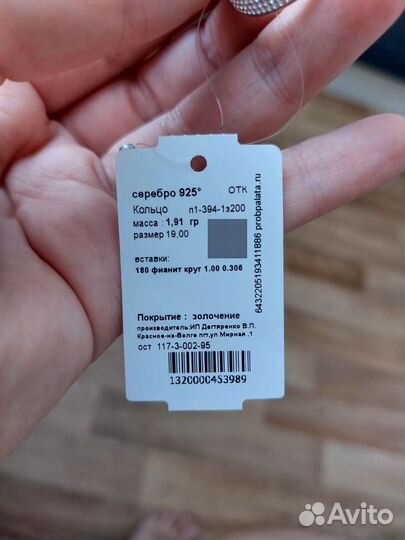 серебро 925° ОТК
Кольцо п1-394-1з200
масса : 1,91 гр
размер 19,00
вставки:
180 фианит круг 1.00 0.306
Покрытие : золочение
производитель:ИП Дегтяренко В.П.
Красное-на-Волге пгт,ул Мирная ,1
ост 117-3-002-95
1320000453989
6432205193411886 probpalata.ru
Avito